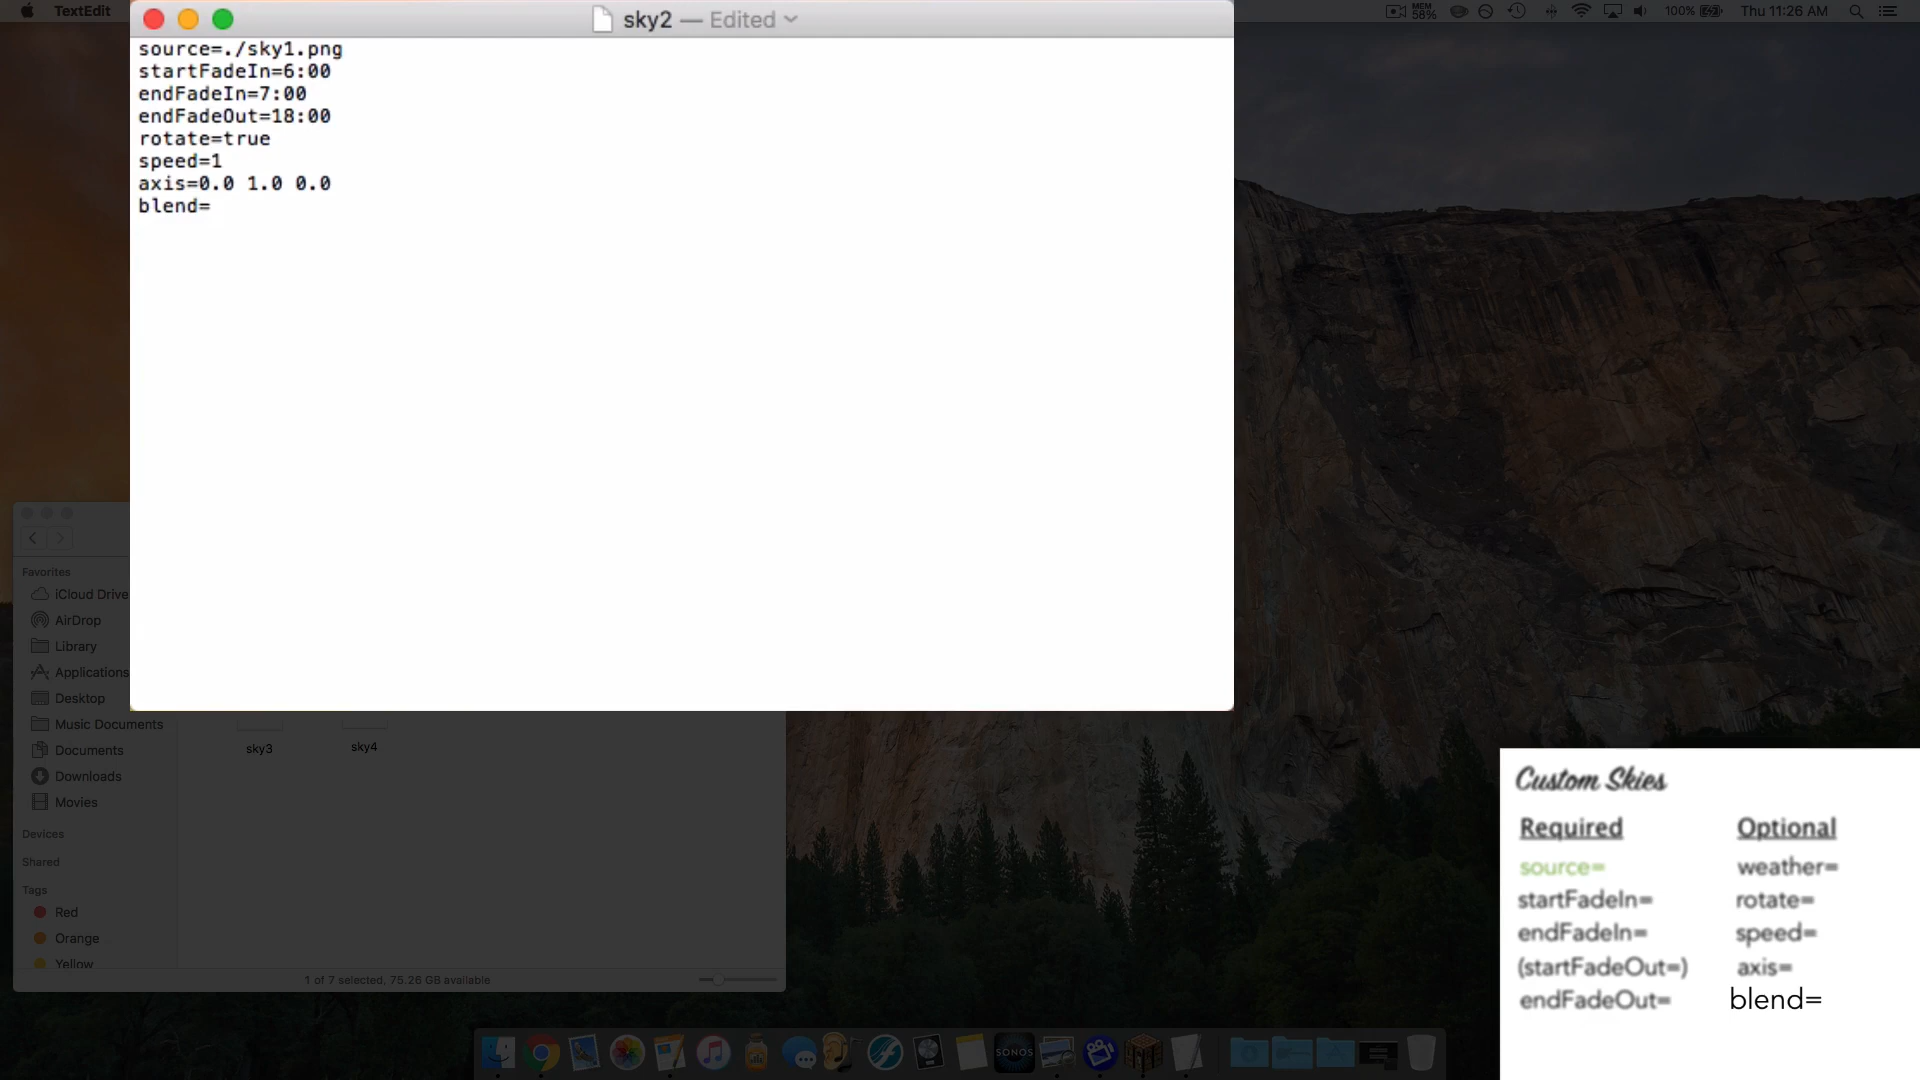 TextEdit
MEM
58%
100%
Thu 11:26 AM
sky2 — Edited
source=./sky1.png
startFadeIn=6:00
endFadeIn=7:00
endFadeOut=18:00
rotate=true
speed=1
axis=0.0 1.0 0.0
blend=
Favorites
iCloud Drive
AirDrop
Library
Applications
Desktop
Music Documents
Documents
Downloads
Movies
Devices
Shared
Tags
Red
Orange
Yellow
sky3
sky4
1 of 7 selected, 75.26 GB available
SONOS
Custom Skies
Required
source=
startFadeIn=
endFadeIn=
(startFadeOut=)
endFadeOut=
Optional
weather=
rotate=
speed=
axis=
blend=